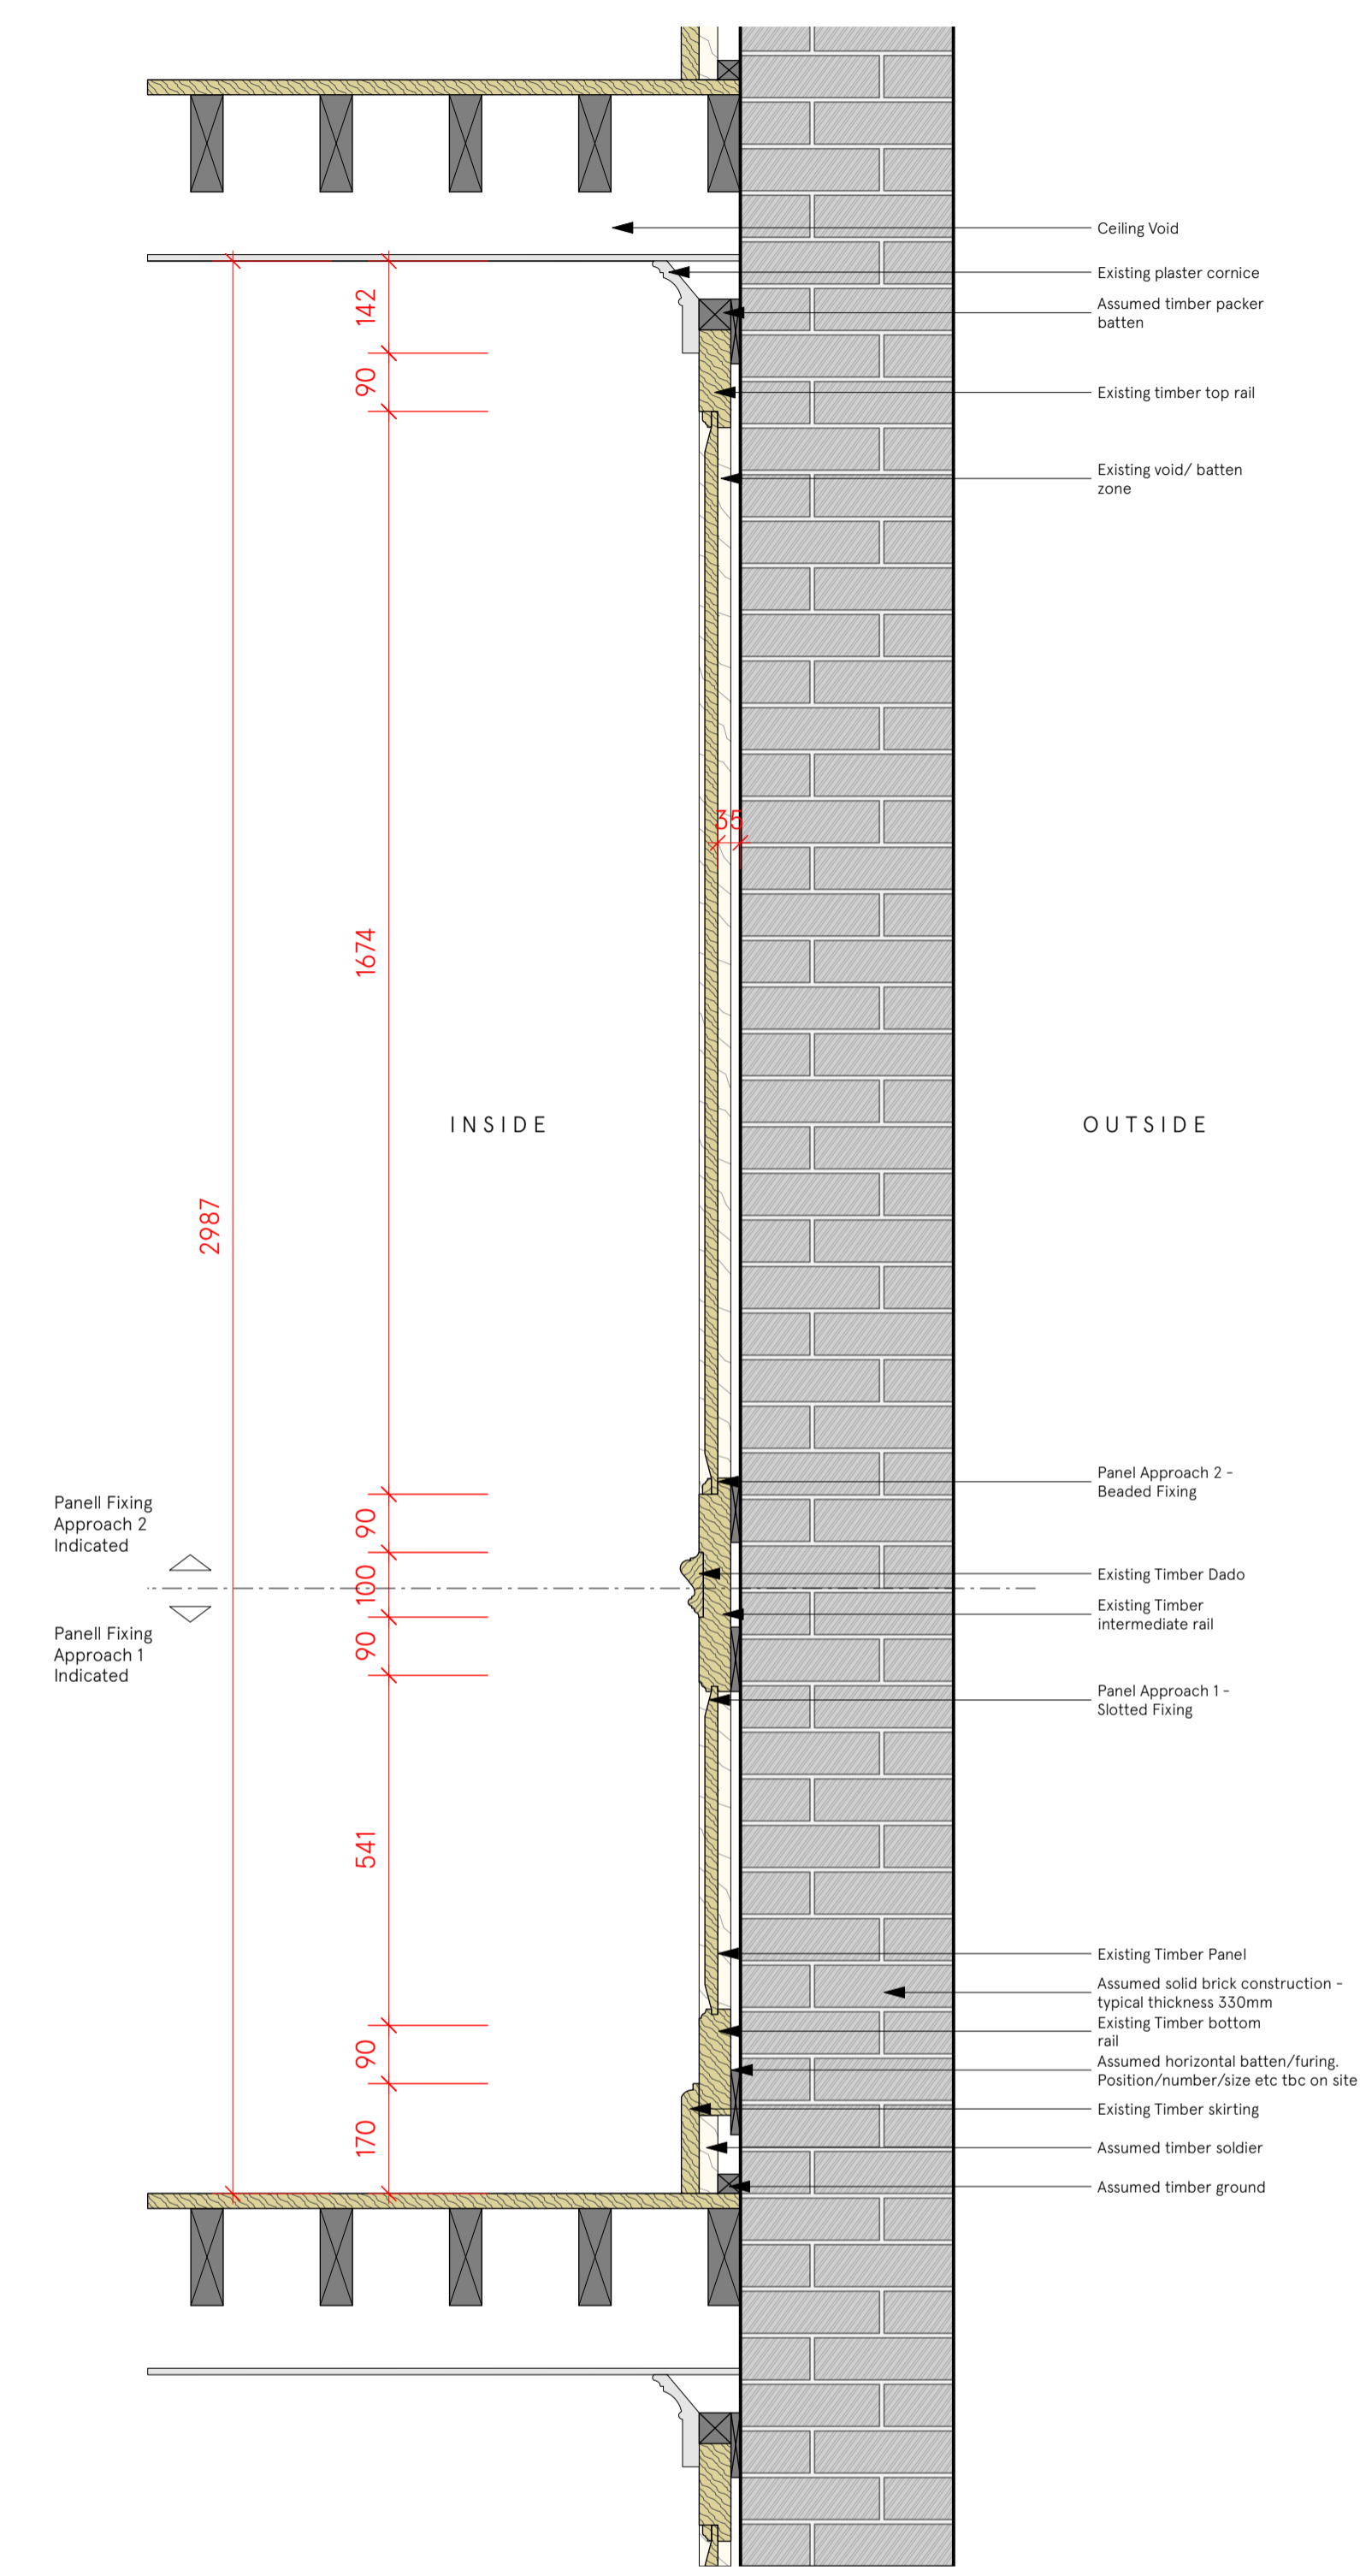 Ceiling Void
Existing plaster cornice
Assumed timber packer
batten
142
90
Existing timber top rail
Existing void/ batten
zone
35
1674
INSIDE
OUTSIDE
2987
Panel Approach 2 -
Beaded Fixing
Panell Fixing
Approach 2
Indicated
90
100
90
Existing Timber Dado
Existing Timber
intermediate rail
Panell Fixing
Approach 1
Indicated
Panel Approach 1 -
Slotted Fixing
541
Existing Timber Panel
Assumed solid brick construction -
typical thickness 330mm
Existing Timber bottom
rail
90
Assumed horizontal batten/furing.
Position/number/size etc tbc on site
Existing Timber skirting
170
Assumed timber soldier
Assumed timber ground